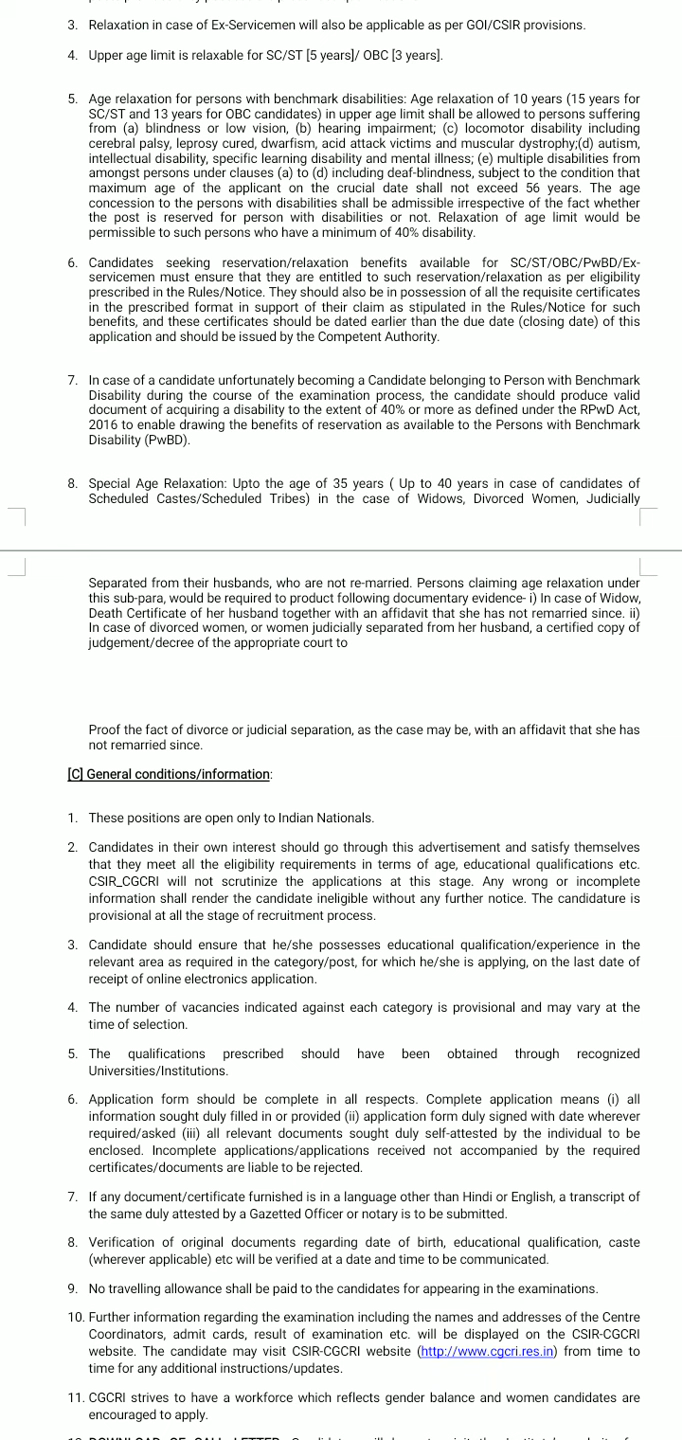 3. Relaxation in case of Ex-Servicemen will also be applicable as per GOI/CSIR provisions.
4. Upper age limit is relaxable for SC/ST [5 years]/ OBC [3 years].
5. Age relaxation for persons with benchmark disabilities: Age relaxation of 10 years (15 years for
SC/ST and 13 years for OBC candidates) in upper age limit shall be allowed to persons suffering
from (a) blindness or low vision, (b) hearing impairment; (c) locomotor disability including
cerebral palsy, leprosy cured, dwarfism, acid attack victims and muscular dystrophy;(d) autism,
intellectual disability, specific learning disability and mental illness; (e) multiple disabilities from
amongst persons under clauses (a) to (d) including deaf-blindness, subject to the condition that
maximum age of the applicant on the crucial date shall not exceed 56 years. The age
concession to the persons with disabilities shall be admissible irrespective of the fact whether
the post is reserved for person with disabilities or not. Relaxation of age limit would be
permissible to such persons who have a minimum of 40% disability.
6. Candidates seeking reservation/relaxation benefits available for SC/ST/OBC/PwBD/Ex-
servicemen must ensure that they are entitled to such reservation/relaxation as per eligibility
prescribed in the Rules/Notice. They should also be in possession of all the requisite certificates
in the prescribed format in support of their claim as stipulated in the Rules/Notice for such
benefits, and these certificates should be dated earlier than the due date (closing date) of this
application and should be issued by the Competent Authority.
7. In case of a candidate unfortunately becoming a Candidate belonging to Person with Benchmark
Disability during the course of the examination process, the candidate should produce valid
document of acquiring a disability to the extent of 40% or more as defined under the RPwD Act,
2016 to enable drawing the benefits of reservation as available to the Persons with Benchmark
Disability (PwBD).
8. Special Age Relaxation: Upto the age of 35 years ( Up to 40 years in case of candidates of
Scheduled Castes/Scheduled Tribes) in the case of Widows, Divorced Women, Judicially
Separated from their husbands, who are not re-married. Persons claiming age relaxation under
this sub-para, would be required to product following documentary evidence- i) In case of Widow,
Death Certificate of her husband together with an affidavit that she has not remarried since. ii)
In case of divorced women, or women judicially separated from her husband, a certified copy of
judgement/decree of the appropriate court to
Proof the fact of divorce or judicial separation, as the case may be, with an affidavit that she has
not remarried since.
[C] General conditions/information:
1. These positions are open only to Indian Nationals.
2. Candidates in their own interest should go through this advertisement and satisfy themselves
that they meet all the eligibility requirements in terms of age, educational qualifications etc.
CSIR_CGCRI will not scrutinize the applications at this stage. Any wrong or incomplete
information shall render the candidate ineligible without any further notice. The candidature is
provisional at all the stage of recruitment process.
3. Candidate should ensure that he/she possesses educational qualification/experience in the
relevant area as required in the category/post, for which he/she is applying, on the last date of
receipt of online electronics application.
4. The number of vacancies indicated against each category is provisional and may vary at the
time of selection.
5. The qualifications prescribed should have been obtained through recognized
Universities/Institutions.
6. Application form should be complete in all respects. Complete application means (i) all
information sought duly filled in or provided (ii) application form duly signed with date wherever
required/asked (iii) all relevant documents sought duly self-attested by the individual to be
enclosed. Incomplete applications/applications received not accompanied by the required
certificates/documents are liable to be rejected.
7. If any document/certificate furnished is in a language other than Hindi or English, a transcript of
the same duly attested by a Gazetted Officer or notary is to be submitted.
8. Verification of original documents regarding date of birth, educational qualification, caste
(wherever applicable) etc will be verified at a date and time to be communicated.
9. No travelling allowance shall be paid to the candidates for appearing in the examinations.
10. Further information regarding the examination including the names and addresses of the Centre
Coordinators, admit cards, result of examination etc. will be displayed on the CSIR-CGCRI
website. The candidate may visit CSIR-CGCRI website (http://www.cgcri.res.in) from time to
time for any additional instructions/updates.
11. CGCRI strives to have a workforce which reflects gender balance and women candidates are
encouraged to apply.